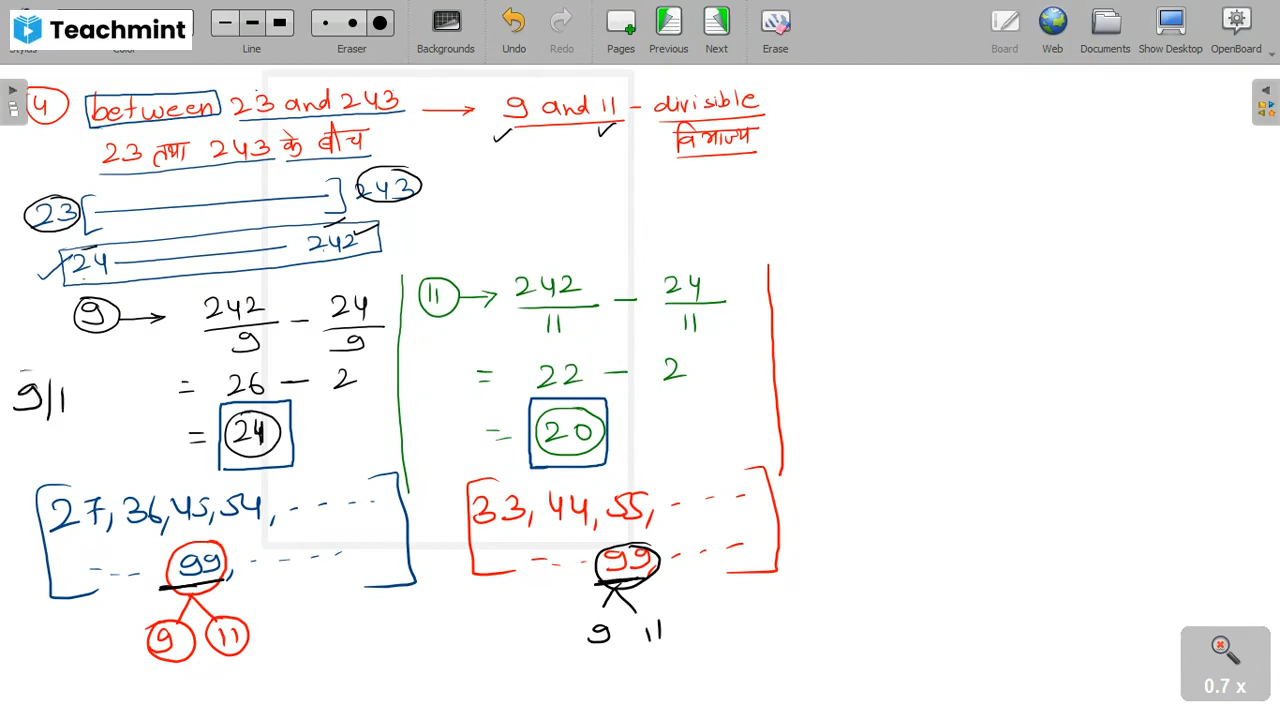 Teachmint
Line
Eraser
Backgrounds
Undo
Redo
Pages
Previous
Next
Erase
Board
Web
Documents
Show Desktop
OpenBoard
4 between 23 and 243 → 9 and 11 - divisible
23 तथा 243 के बीच विभाज्य
23 [ ——— ] 243
24 ——— 242
9 → 242/9 - 24/9
= 26 - 2
= 24
9/1
11 → 242/11 - 24/11
= 22 - 2
= 20
27, 36, 45, 54, - - - -
- - - 99, - - - -
9 11
33, 44, 55, - - -
- - - 99, - - -
9 11
0.7 x